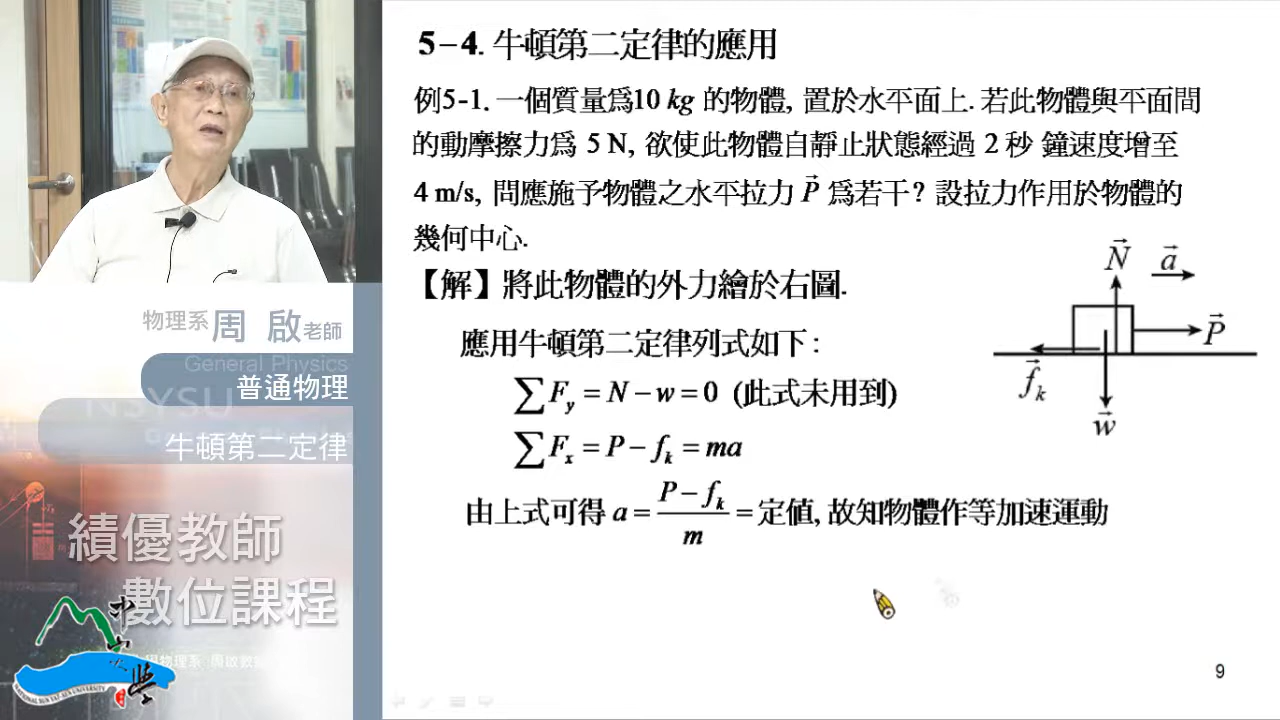 5-4. 牛頓第二定律的應用
例5-1. 一個質量為10 kg 的物體, 置於水平面上. 若此物體與平面間
的動摩擦力為 5 N, 欲使此物體自靜止狀態經過 2 秒 鐘速度增至
4 m/s, 問應施予物體之水平拉力 P⃗ 為若干? 設拉力作用於物體的
幾何中心.
【解】將此物體的外力繪於右圖.
應用牛頓第二定律列式如下:
∑F_y = N − w = 0 (此式未用到)
∑F_x = P − f_k = ma
由上式可得 a = (P − f_k)/m = 定值, 故知物體作等加速運動
N⃗ a⃗
P⃗
f⃗_k
w⃗
9
物理系 周 啟 老師
General Physics
普通物理
NSYSU
牛頓第二定律
績優教師
數位課程